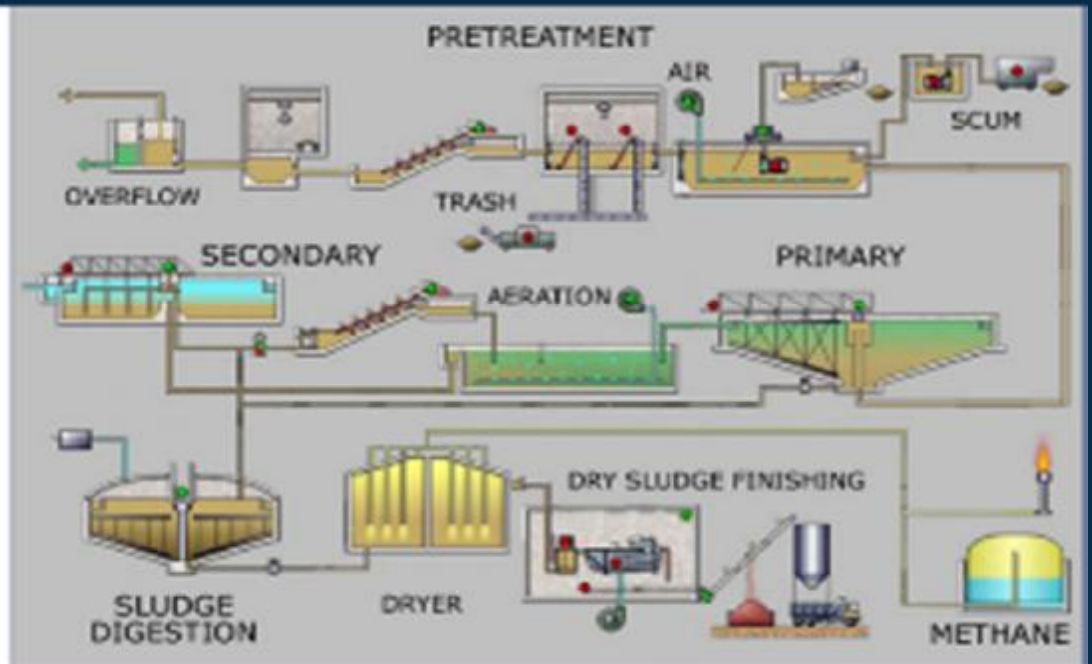 PRETREATMENT
AIR
SCUM
OVERFLOW
TRASH
SECONDARY
PRIMARY
AERATION
DRY SLUDGE FINISHING
SLUDGE
DIGESTION
DRYER
METHANE